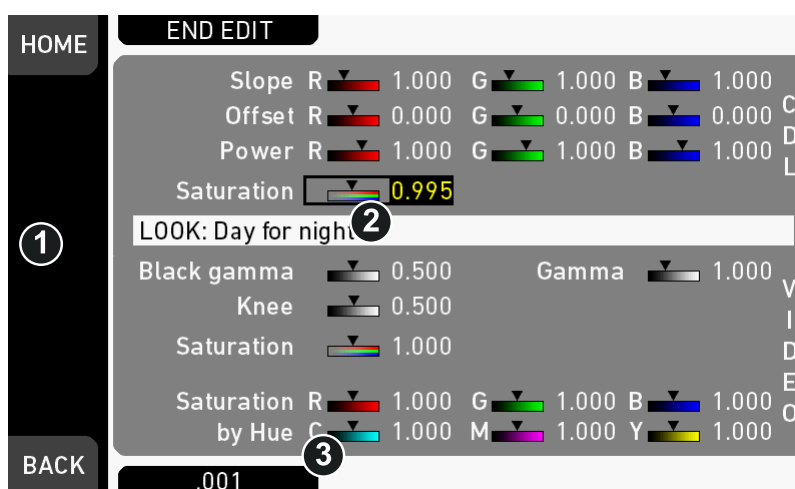 HOME
END EDIT
Slope R 1.000 G 1.000 B 1.000
Offset R 0.000 G 0.000 B 0.000
Power R 1.000 G 1.000 B 1.000
CDL
Saturation 0.995
2
LOOK: Day for night
1
Black gamma 0.500 Gamma 1.000
Knee 0.500
Saturation 1.000
VIDEO
Saturation R 1.000 G 1.000 B 1.000
by Hue C 1.000 M 1.000 Y 1.000
3
BACK
.001